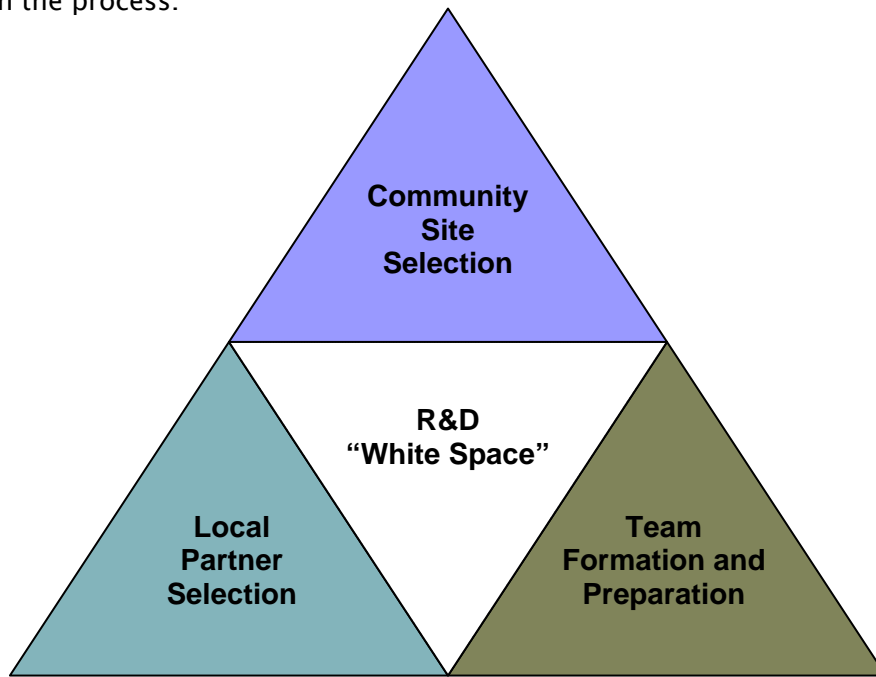 the process.
Community
Site
Selection
R&D
“White Space”
Local
Partner
Selection
Team
Formation and
Preparation